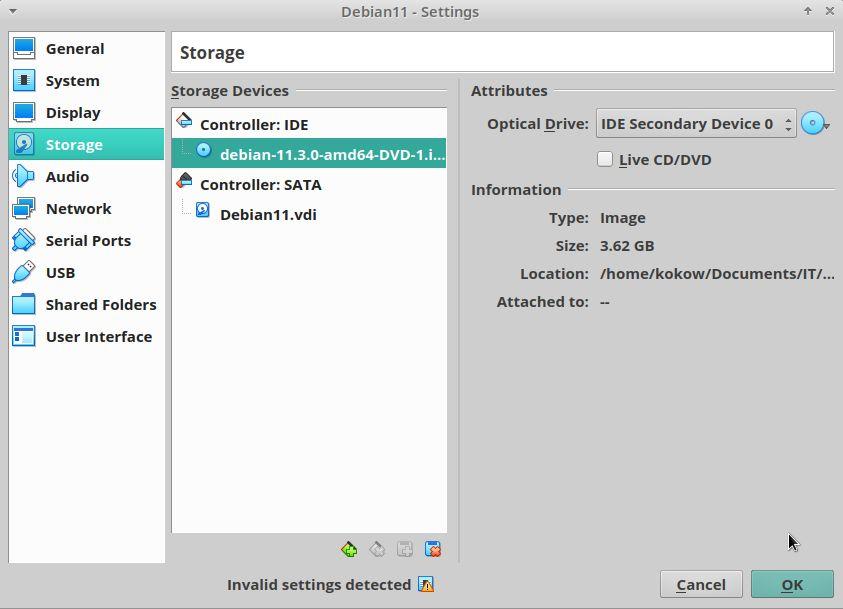 Debian11 - Settings
General
System
Display
Storage
Audio
Network
Serial Ports
USB
Shared Folders
User Interface
Storage
Storage Devices
Controller: IDE
debian-11.3.0-amd64-DVD-1.i...
Controller: SATA
Debian11.vdi
Attributes
Optical Drive: IDE Secondary Device 0
Live CD/DVD
Information
Type: Image
Size: 3.62 GB
Location: /home/kokow/Documents/IT/...
Attached to: --
Invalid settings detected
Cancel
OK